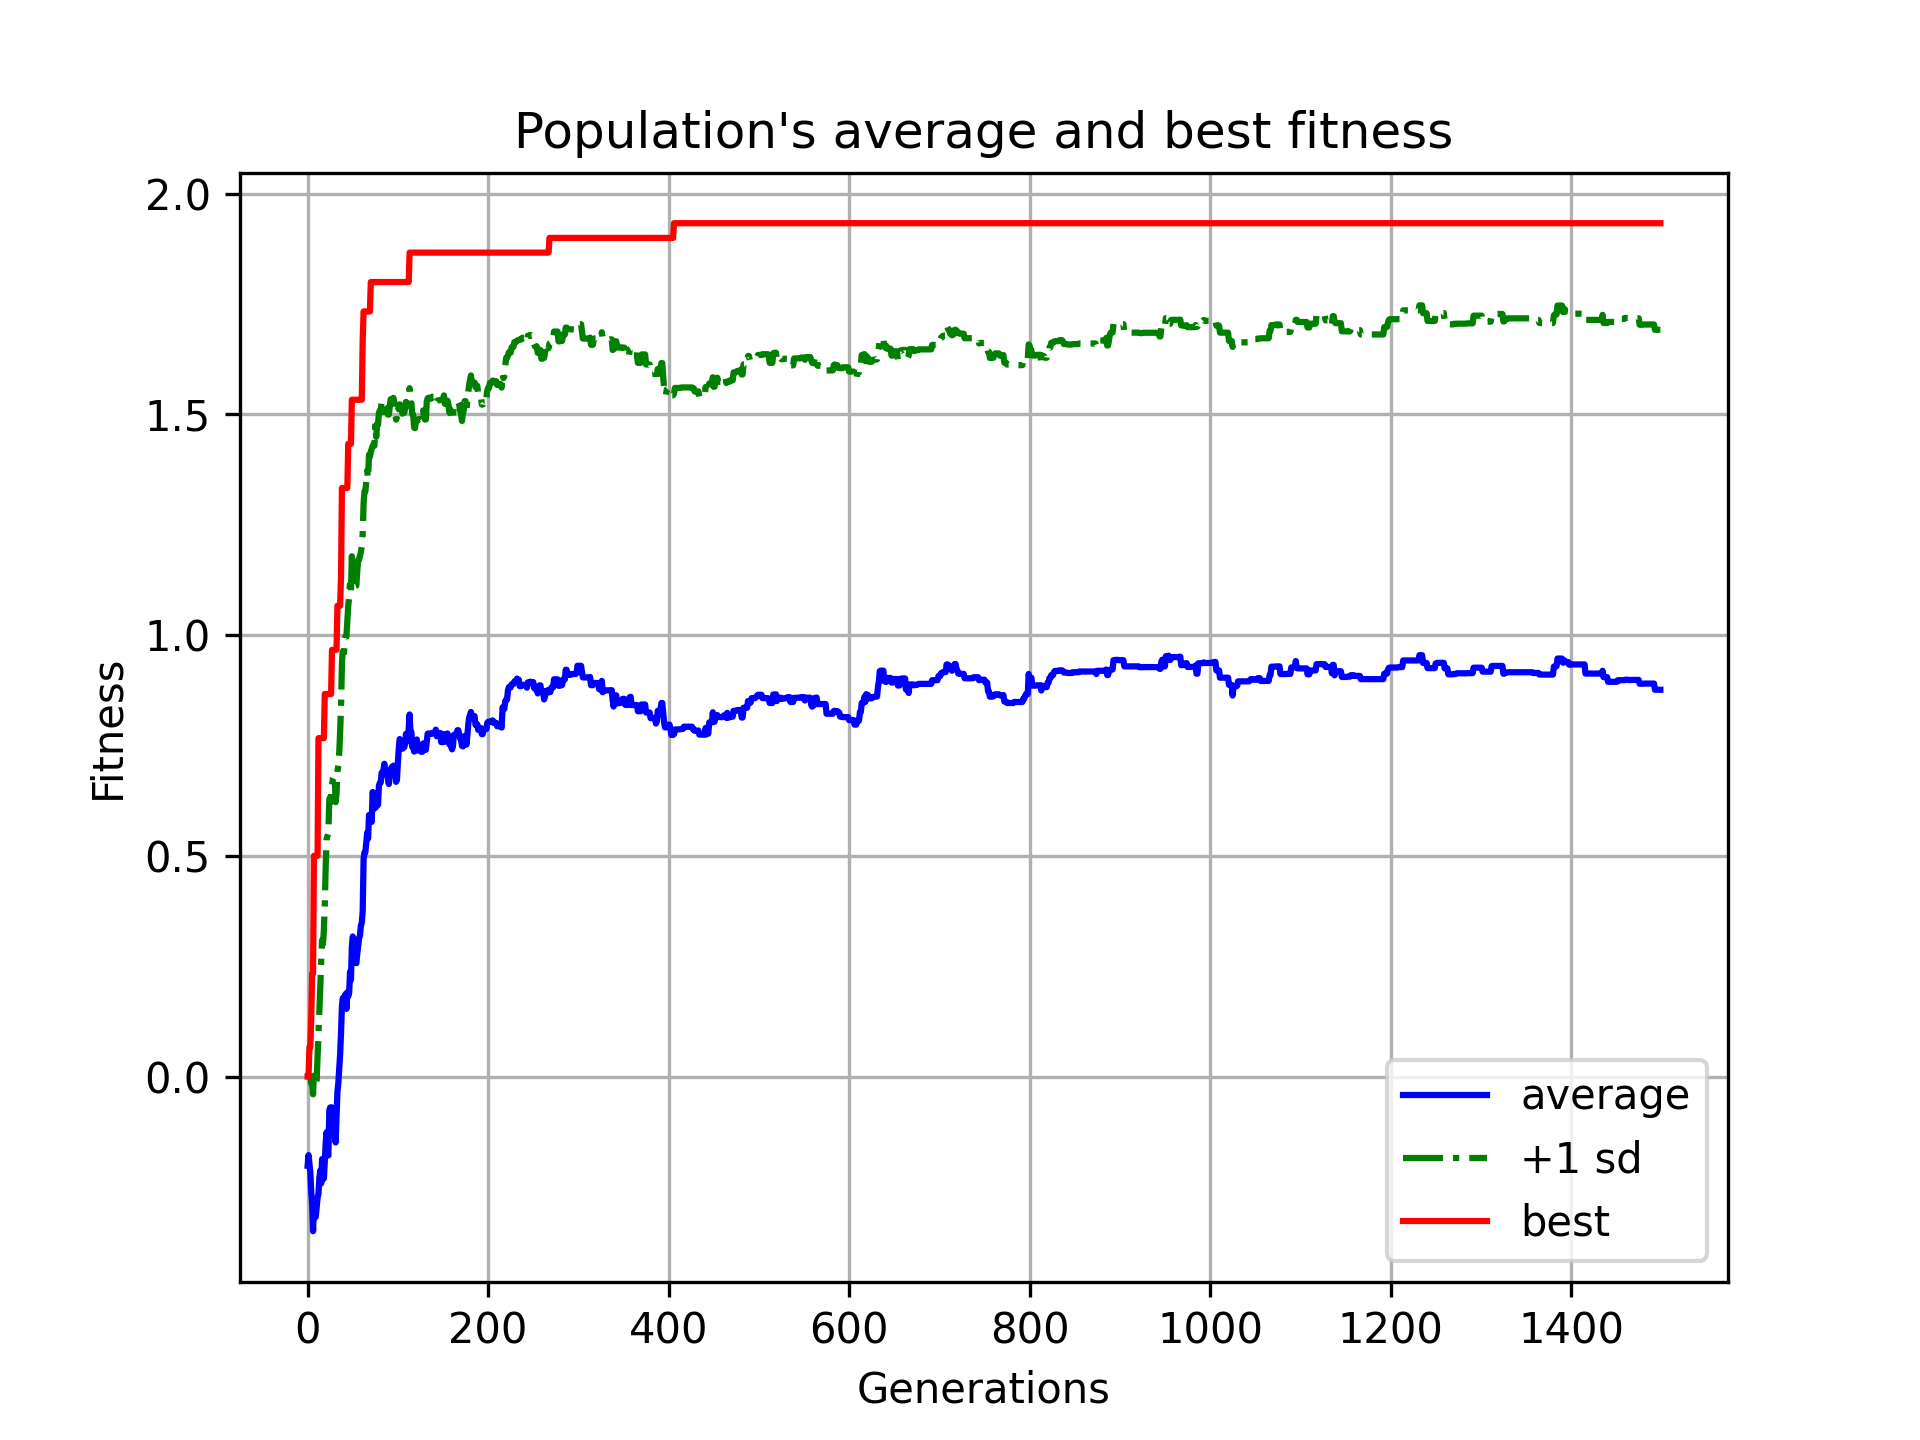 Population's average and best fitness
2.0
1.5
1.0
0.5
0.0
Fitness
0 200 400 600 800 1000 1200 1400
Generations
average
+1 sd
best